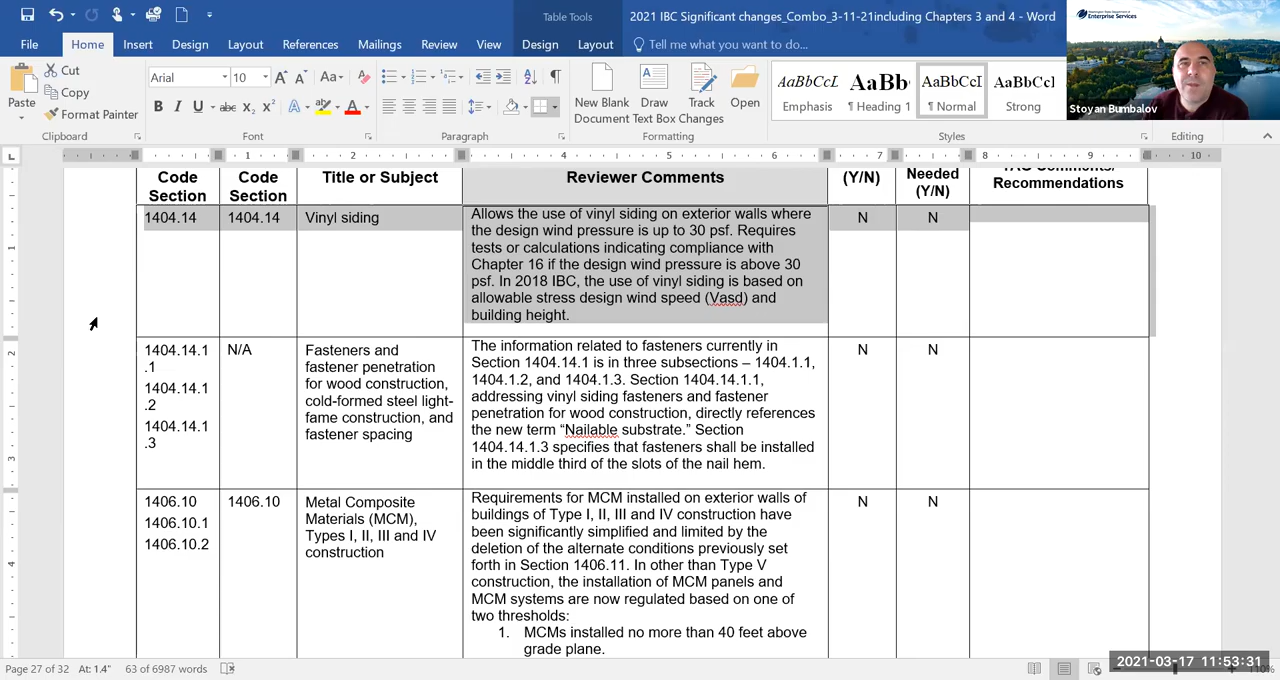 Table Tools
2021 IBC Significant changes_Combo_3-11-21including Chapters 3 and 4 - Word
Enterprise Services
File Home Insert Design Layout References Mailings Review View Design Layout Tell me what you want to do...
Paste
Cut
Copy
Format Painter
Arial 10
New Blank Document
Draw Text Box
Track Changes
Open
AaBbCcL AaBb AaBbCcI AaBbCcl
Emphasis ¶ Heading 1 ¶ Normal Strong
Stoyan Bumbalov
Clipboard Font Paragraph Formatting Styles Editing
1 2 4 5 6 7 8 9 10
Code Section
Code Section
Title or Subject
Reviewer Comments
(Y/N)
Needed (Y/N)
TAG Comments/
Recommendations
1404.14
1404.14
Vinyl siding
Allows the use of vinyl siding on exterior walls where
the design wind pressure is up to 30 psf. Requires
tests or calculations indicating compliance with
Chapter 16 if the design wind pressure is above 30
psf. In 2018 IBC, the use of vinyl siding is based on
allowable stress design wind speed (Vasd) and
building height.
N
N
1404.14.1
.1
1404.14.1
.2
1404.14.1
.3
N/A
Fasteners and
fastener penetration
for wood construction,
cold-formed steel light-
fame construction, and
fastener spacing
The information related to fasteners currently in
Section 1404.14.1 is in three subsections – 1404.1.1,
1404.1.2, and 1404.1.3. Section 1404.14.1.1,
addressing vinyl siding fasteners and fastener
penetration for wood construction, directly references
the new term “Nailable substrate.” Section
1404.14.1.3 specifies that fasteners shall be installed
in the middle third of the slots of the nail hem.
N
N
1406.10
1406.10.1
1406.10.2
1406.10
Metal Composite
Materials (MCM),
Types I, II, III and IV
construction
Requirements for MCM installed on exterior walls of
buildings of Type I, II, III and IV construction have
been significantly simplified and limited by the
deletion of the alternate conditions previously set
forth in Section 1406.11. In other than Type V
construction, the installation of MCM panels and
MCM systems are now regulated based on one of
two thresholds:
1. MCMs installed no more than 40 feet above
grade plane.
N
N
Page 27 of 32 At: 1.4" 63 of 6987 words
2021-03-17 11:53:31